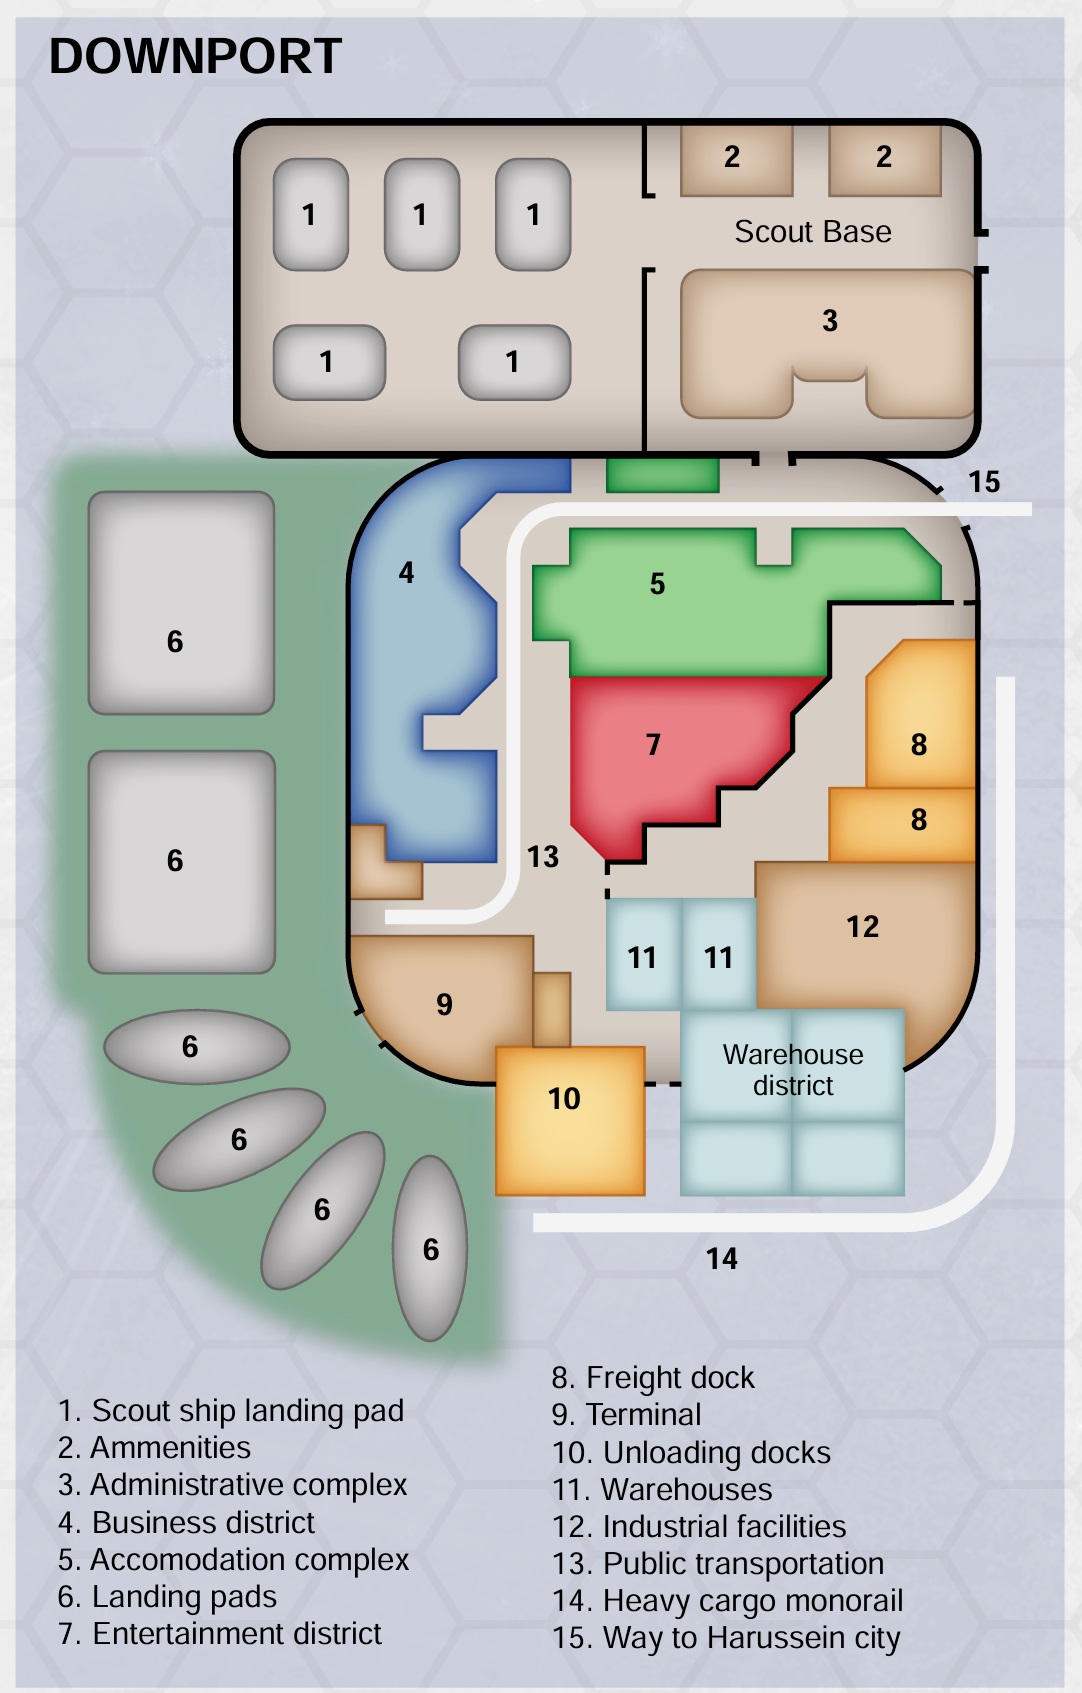 DOWNPORT
2 2
1 1 1
Scout Base
3
1 1
15
4
5
6
7
8
8
13
6
12
11 11
9
6
Warehouse
district
10
6
6
6
14
8. Freight dock
1. Scout ship landing pad
9. Terminal
2. Ammenities
10. Unloading docks
3. Administrative complex
11. Warehouses
4. Business district
12. Industrial facilities
5. Accomodation complex
13. Public transportation
6. Landing pads
14. Heavy cargo monorail
7. Entertainment district
15. Way to Harussein city